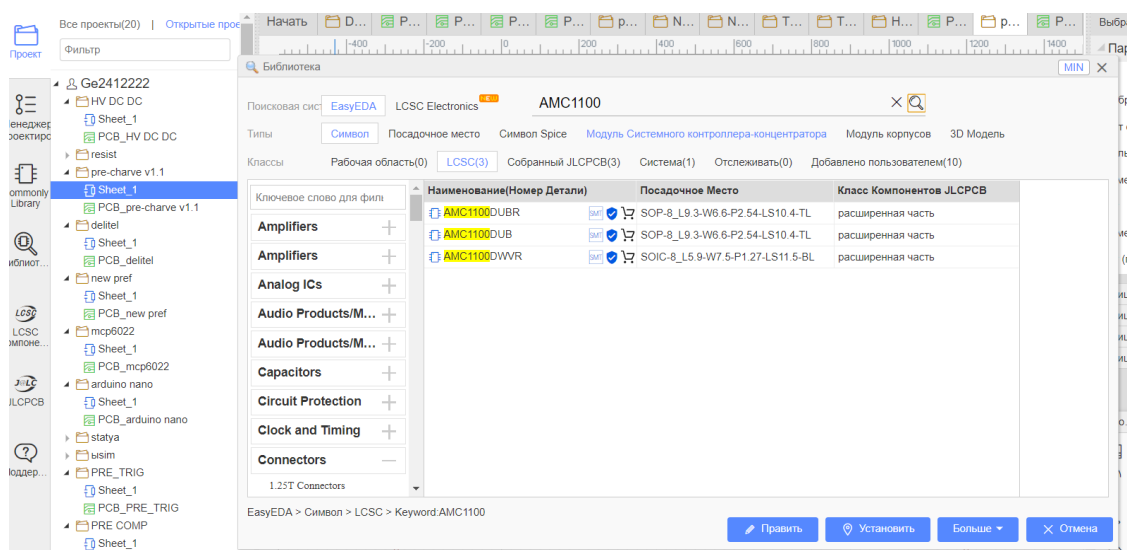 Все проекты(20) | Открытые прое
Начать D... P... P... P... P... p... N... N... T... T... H... P... p... P... Выбр
Проект
Фильтр
-400 -200 0 200 400 600 800 1000 1200 1400
Библиотека MIN
Ge2412222
HV DC DC
Sheet_1
PCB_HV DC DC
resist
pre-charve v1.1
Sheet_1
PCB_pre-charve v1.1
delitel
Sheet_1
PCB_delitel
new pref
Sheet_1
PCB_new pref
mcp6022
Sheet_1
PCB_mcp6022
arduino nano
Sheet_1
PCB_arduino nano
statya
ысим
PRE_TRIG
Sheet_1
PCB_PRE_TRIG
PRE COMP
Sheet_1
Library
LCSC
JLCPCB
Поисковая сист EasyEDA LCSC Electronics AMC1100
Типы Символ Посадочное место Символ Spice Модуль Системного контроллера-концентратора Модуль корпусов 3D Модель
Классы Рабочая область(0) LCSC(3) Собранный JLCPCB(3) Система(1) Отслеживать(0) Добавлено пользователем(10)
Ключевое слово для филь
Amplifiers
Amplifiers
Analog ICs
Audio Products/M...
Audio Products/M...
Capacitors
Circuit Protection
Clock and Timing
Connectors
1.25T Connectors
Наименование(Номер Детали) Посадочное Место Класс Компонентов JLCPCB
AMC1100DUBR SMT SOP-8_L9.3-W6.6-P2.54-LS10.4-TL расширенная часть
AMC1100DUB SMT SOP-8_L9.3-W6.6-P2.54-LS10.4-TL расширенная часть
AMC1100DWVR SMT SOIC-8_L5.9-W7.5-P1.27-LS11.5-BL расширенная часть
EasyEDA > Символ > LCSC > Keyword:AMC1100
Править Установить Больше Отмена